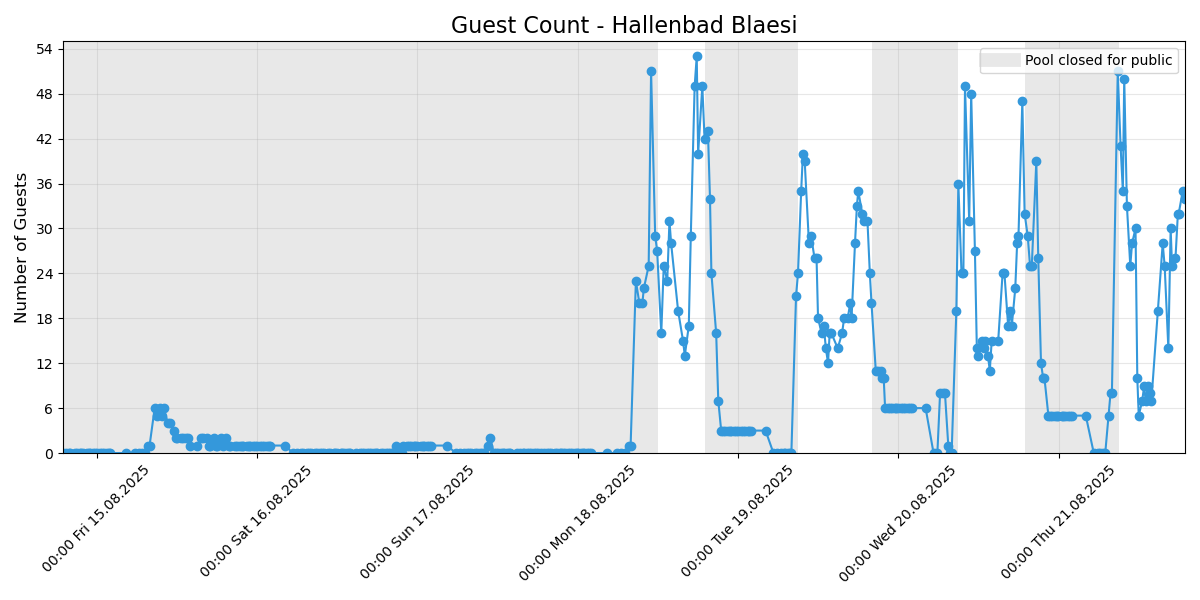 Guest Count - Hallenbad Blaesi
Pool closed for public
Number of Guests
54
48
42
36
30
24
18
12
6
0
00:00 Fri 15.08.2025
00:00 Sat 16.08.2025
00:00 Sun 17.08.2025
00:00 Mon 18.08.2025
00:00 Tue 19.08.2025
00:00 Wed 20.08.2025
00:00 Thu 21.08.2025